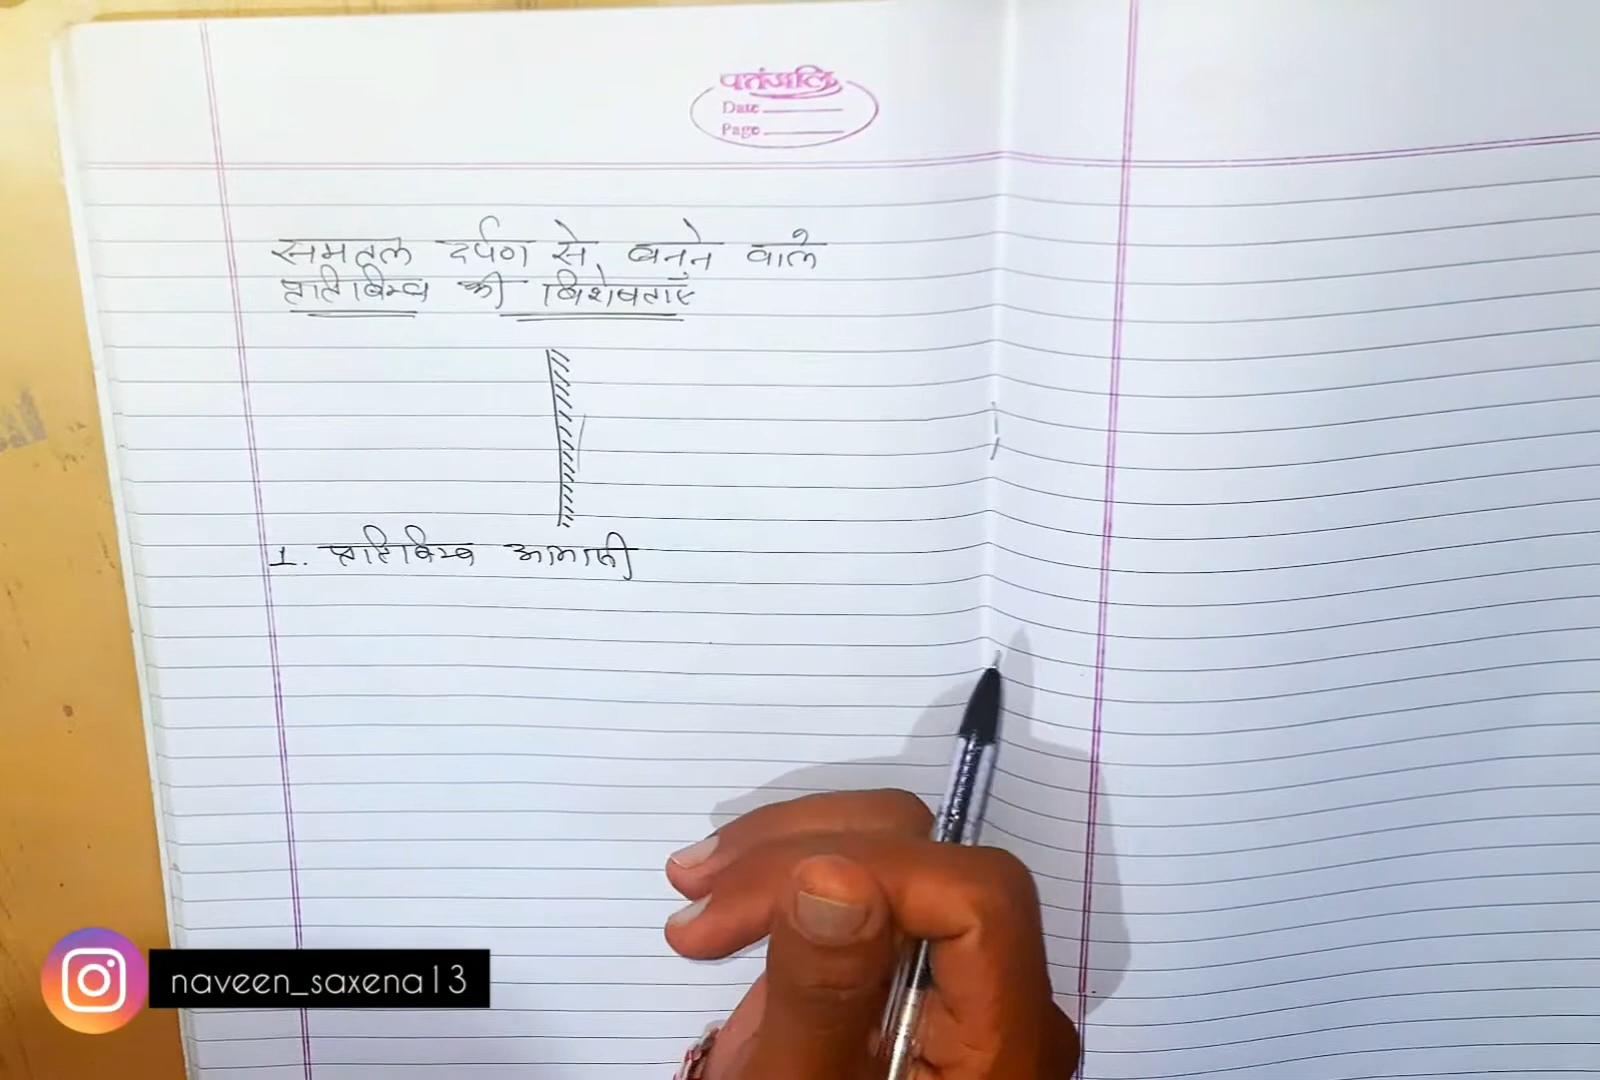 पतंजलि
Date
Page
समतल दर्पण से बनने वाले
प्रतिबिम्ब की बिशेषताएँ
1. प्रतिबिम्ब आभासी
naveen_saxena13